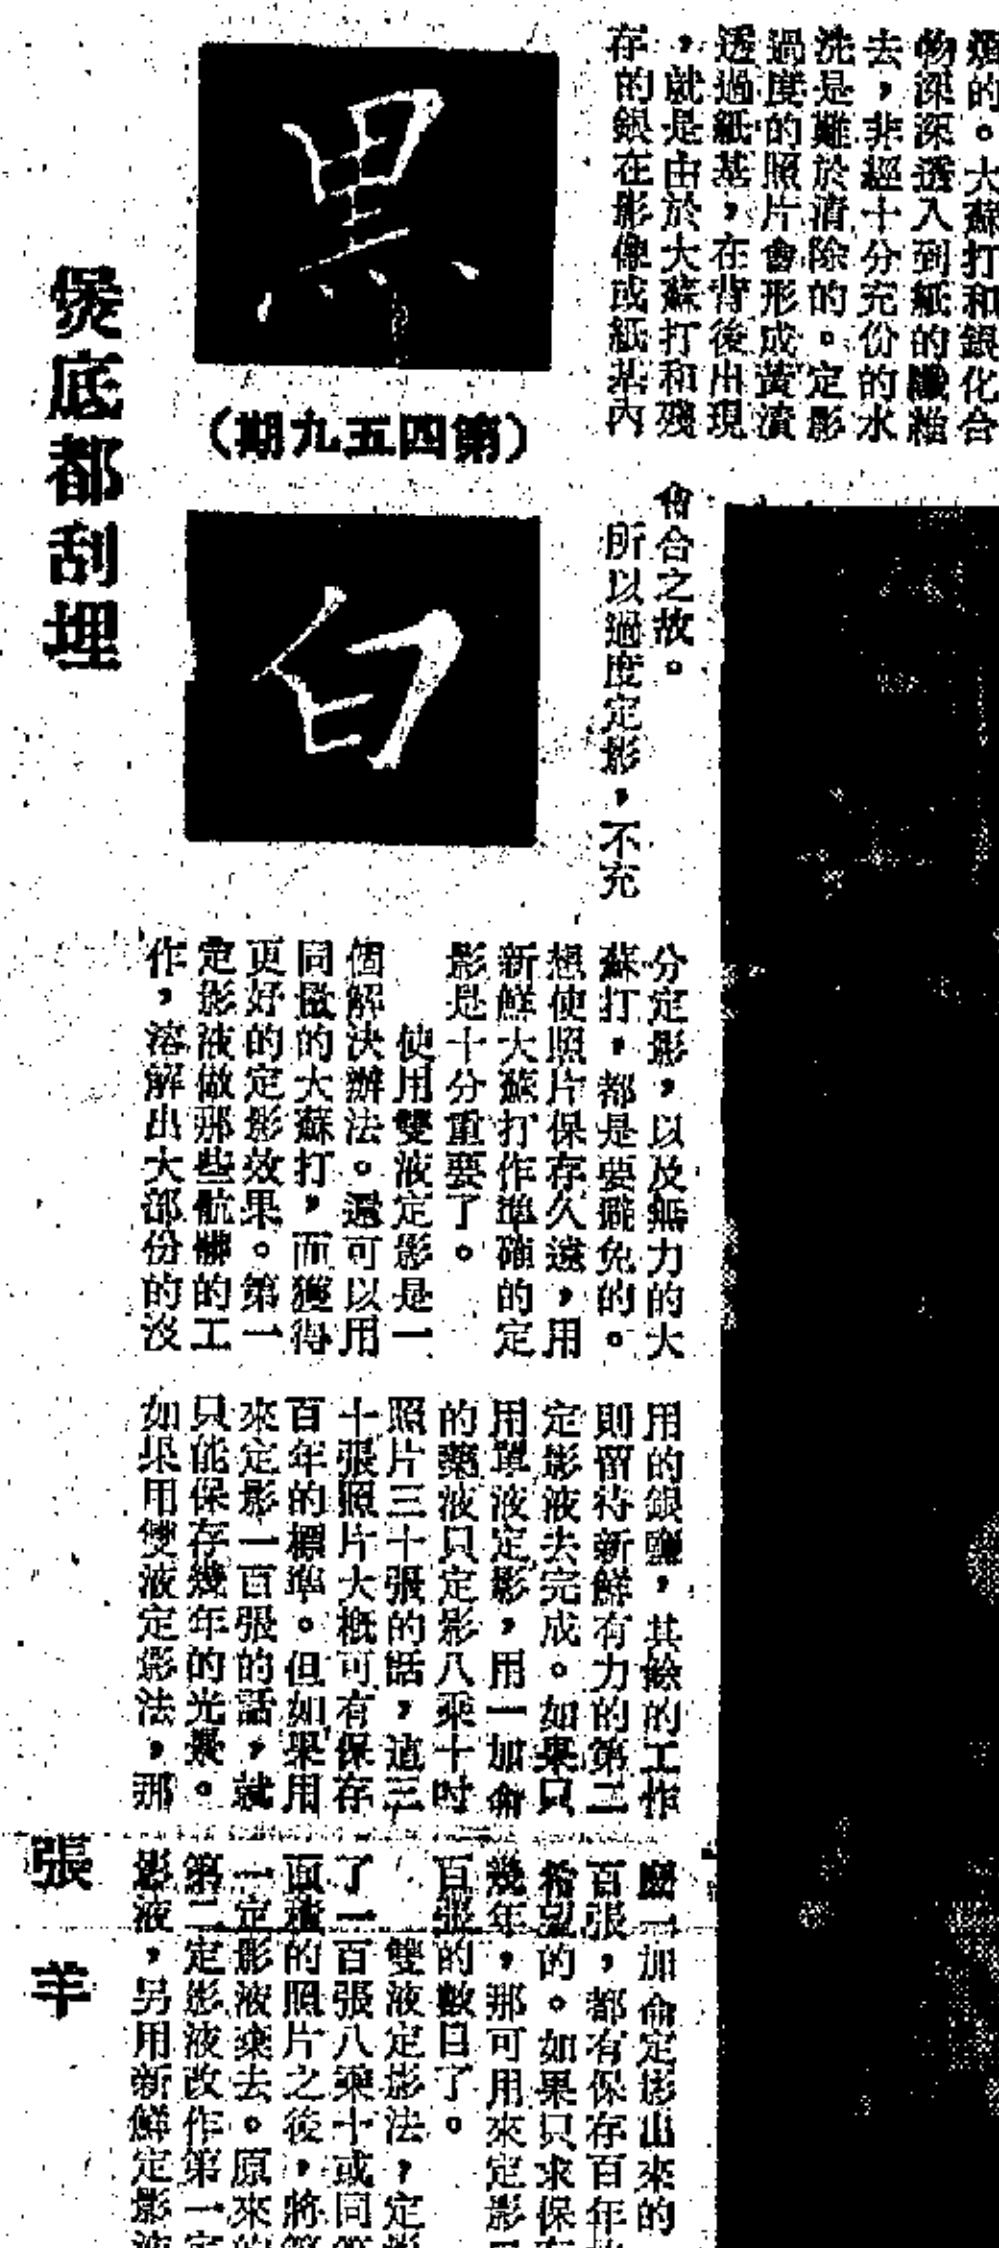 煙的。大蘇打和銀化合
物深深透入到紙的纖維
去，非經十分充份的水
洗是難於清除的。定影
過度的照片會形成黃漬
透過紙基，在背後出現
，就是由於大蘇打和殘
存的銀在影像或紙基內
會合之故。
所以過度定影，不充
分定影，以及無力的大
蘇打，都是要避免的。
想使照片保存久遠，用
新鮮大蘇打作準確的定
影是十分重要了。
使用雙液定影是一
個解決辦法。還可以用
同量的大蘇打，而獲得
更好的定影效果。第一
定影液做那些骯髒的工
作，溶解出大部份的沒
用的銀鹽，其餘的工作
則留待新鮮有力的第二
定影液去完成。如果只
用單液定影，用一加侖
的藥液只定影八乘十吋
照片三十張的話，這三
十張照片大概可有保存
百年的標準。但如果用
來定影一百張的話，就
只能保存幾年的光景。
如果用雙液定影法，那
麼一加侖定影出來的
百張，都有保存百年
希望的。如果只求保
幾年，那可用來定影
百張的數目了。
雙液定影法，定影
了一百張八乘十或同等
面積的照片之後，將第
一定影液棄去。原來的
第二定影液改作第一定
影液，另用新鮮定影液
黑
（第四五九期）
白
煲底都刮埋
張羊